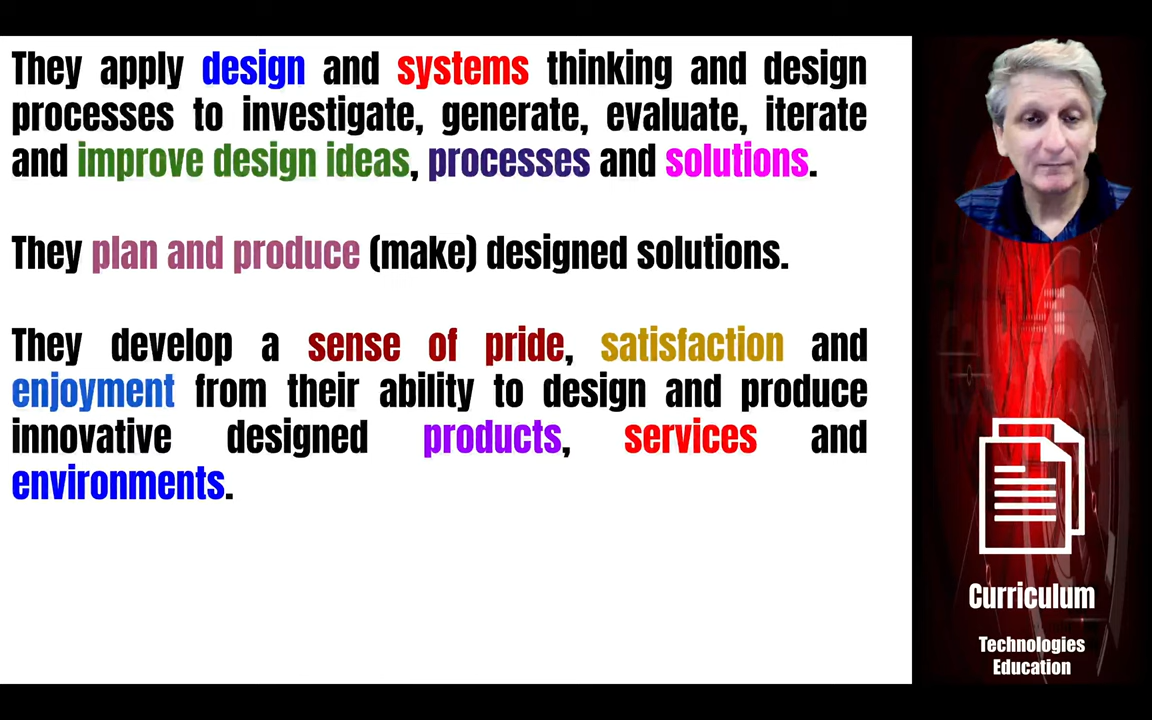 They apply design and systems thinking and design
processes to investigate, generate, evaluate, iterate
and improve design ideas, processes and solutions.
They plan and produce (make) designed solutions.
They develop a sense of pride, satisfaction and
enjoyment from their ability to design and produce
innovative designed products, services and
environments.
Curriculum
Technologies
Education